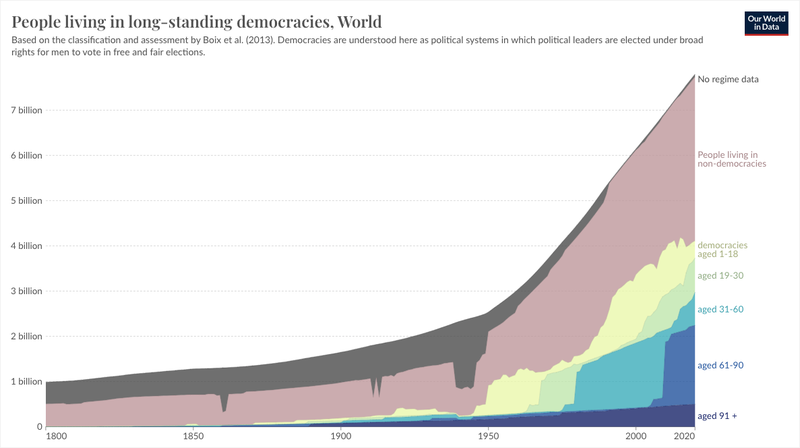 People living in long-standing democracies, World
Our World
in Data
Based on the classification and assessment by Boix et al. (2013). Democracies are understood here as political systems in which political leaders are elected under broad
rights for men to vote in free and fair elections.
No regime data
7 billion
6 billion
People living in
non-democracies
5 billion
4 billion
democracies
aged 1-18
aged 19-30
3 billion
aged 31-60
2 billion
aged 61-90
1 billion
aged 91 +
0
1800
1850
1900
1950
2000
2020